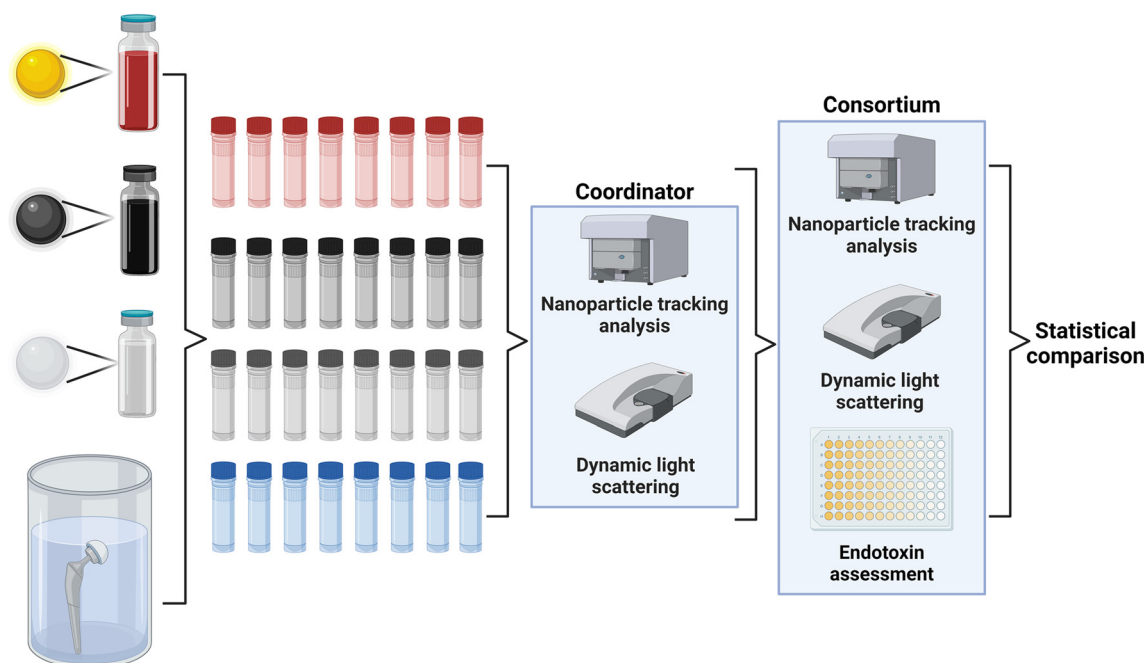 Coordinator
Nanoparticle tracking
analysis
Dynamic light
scattering
Consortium
Nanoparticle tracking
analysis
Dynamic light
scattering
Endotoxin
assessment
Statistical
comparison